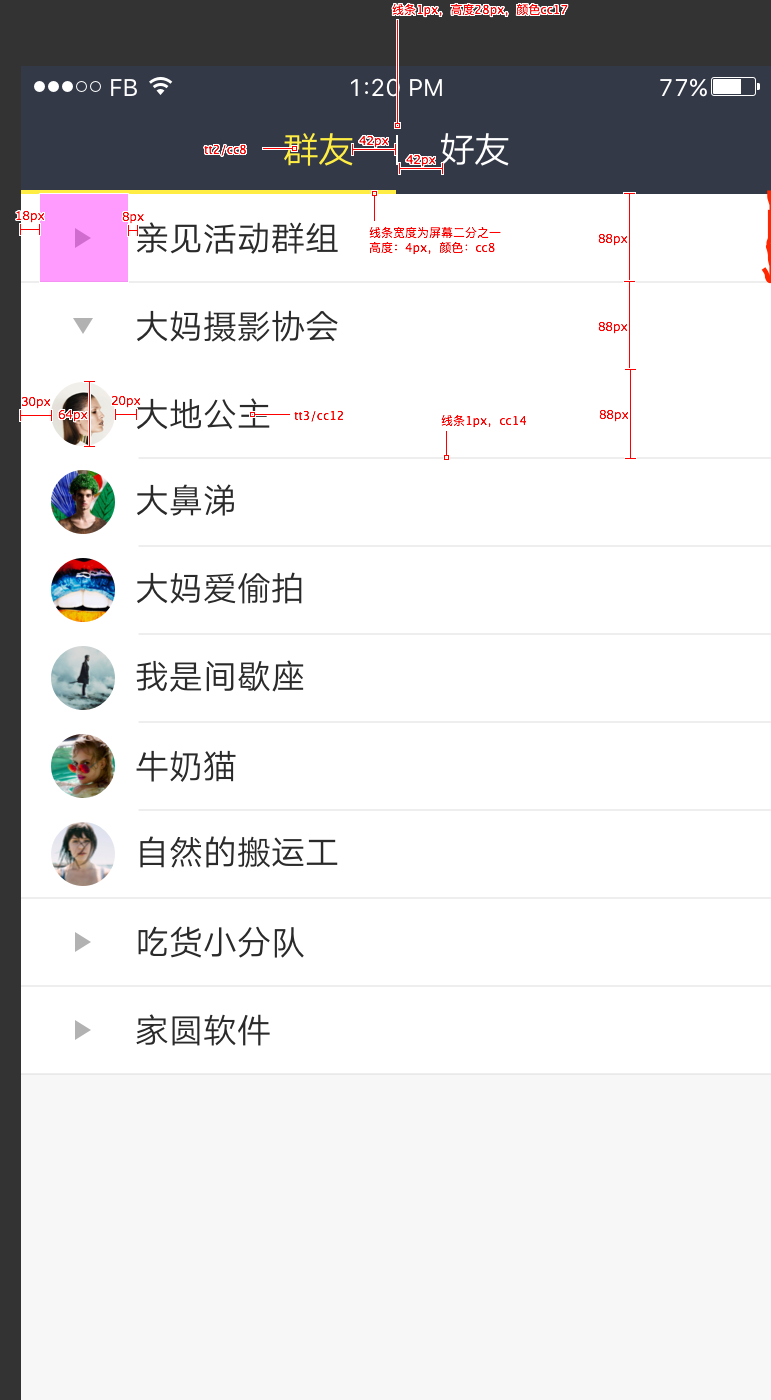 线条1px，高度28px，颜色cc17
FB 1:20 PM 77%
tt2/cc8 群友 42px 42px 好友
18px 8px 亲见活动群组 88px
线条宽度为屏幕二分之一
高度：4px，颜色：cc8
大妈摄影协会 88px
30px 64px 20px 大地公主 tt3/cc12 88px
线条1px，cc14
大鼻涕
大妈爱偷拍
我是间歇座
牛奶猫
自然的搬运工
吃货小分队
家圆软件